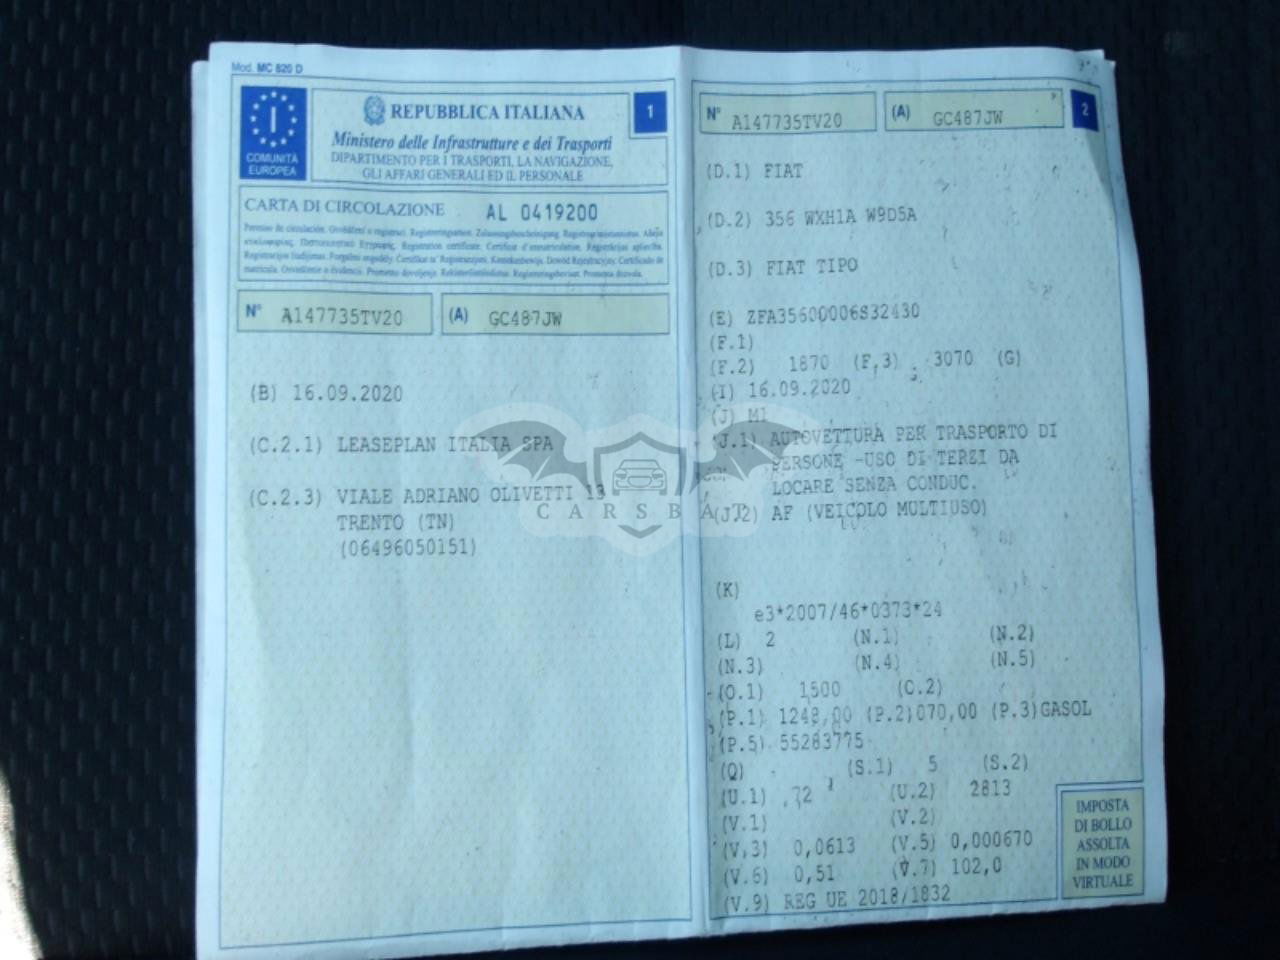 Mod. MC 820 D
I
COMUNITÀ
EUROPEA
REPUBBLICA ITALIANA
1
Ministero delle Infrastrutture e dei Trasporti
DIPARTIMENTO PER I TRASPORTI, LA NAVIGAZIONE,
GLI AFFARI GENERALI ED IL PERSONALE
CARTA DI CIRCOLAZIONE AL 0419200
Permiso de circulación.
Registration certificate.
N° A147735TV20 (A) GC487JW
(B) 16.09.2020
(C.2.1) LEASEPLAN ITALIA SPA
(C.2.3) VIALE ADRIANO OLIVETTI 13
TRENTO (TN)
(06496050151)
N° A147735TV20 (A) GC487JW 2
(D.1) FIAT
(D.2) 356 WXH1A W9D5A
(D.3) FIAT TIPO
(E) ZFA35600006S32430
(F.1)
(F.2) 1870 (F.3) 3070 (G)
(I) 16.09.2020
(J) M1
(J.1) AUTOVETTURA PER TRASPORTO DI
PERSONE -USO DI TERZI DA
LOCARE SENZA CONDUC.
(J.2) AF (VEICOLO MULTIUSO)
(K)
e3*2007/46*0373*24
(L) 2 (N.1) (N.2)
(N.3) (N.4) (N.5)
(O.1) 1500 (O.2)
(P.1) 1248,00 (P.2)070,00 (P.3)GASOL
(P.5) 55283775
(Q) (S.1) 5 (S.2)
(U.1) 72 (U.2) 2813
(V.1) (V.2)
(V.3) 0,0613 (V.5) 0,000670
(V.6) 0,51 (V.7) 102,0
(V.9) REG UE 2018/1832
IMPOSTA
DI BOLLO
ASSOLTA
IN MODO
VIRTUALE
CARSBAT